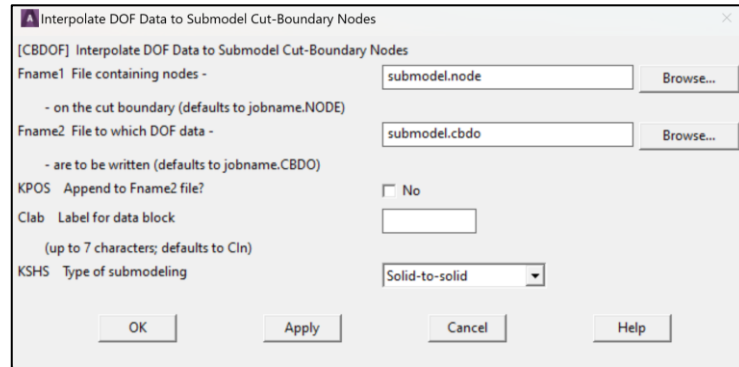 Interpolate DOF Data to Submodel Cut-Boundary Nodes
[CBDOF] Interpolate DOF Data to Submodel Cut-Boundary Nodes
Fname1 File containing nodes - submodel.node Browse...
- on the cut boundary (defaults to jobname.NODE)
Fname2 File to which DOF data - submodel.cbdo Browse...
- are to be written (defaults to jobname.CBDO)
KPOS Append to Fname2 file? No
Clab Label for data block
(up to 7 characters; defaults to CIn)
KSHS Type of submodeling Solid-to-solid
OK Apply Cancel Help